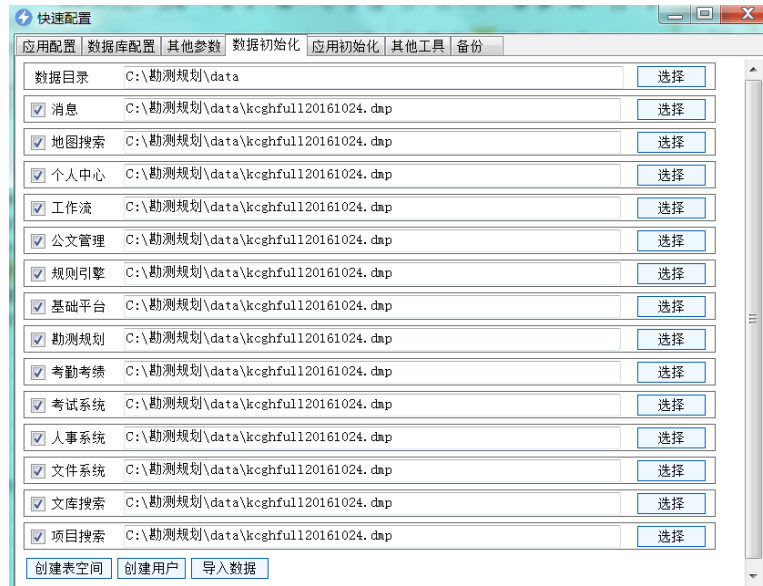 快速配置
应用配置 数据库配置 其他参数 数据初始化 应用初始化 其他工具 备份
数据目录 C:\勘测规划\data 选择
消息 C:\勘测规划\data\kcghfull20161024.dmp 选择
地图搜索 C:\勘测规划\data\kcghfull20161024.dmp 选择
个人中心 C:\勘测规划\data\kcghfull20161024.dmp 选择
工作流 C:\勘测规划\data\kcghfull20161024.dmp 选择
公文管理 C:\勘测规划\data\kcghfull20161024.dmp 选择
规则引擎 C:\勘测规划\data\kcghfull20161024.dmp 选择
基础平台 C:\勘测规划\data\kcghfull20161024.dmp 选择
勘测规划 C:\勘测规划\data\kcghfull20161024.dmp 选择
考勤考绩 C:\勘测规划\data\kcghfull20161024.dmp 选择
考试系统 C:\勘测规划\data\kcghfull20161024.dmp 选择
人事系统 C:\勘测规划\data\kcghfull20161024.dmp 选择
文件系统 C:\勘测规划\data\kcghfull20161024.dmp 选择
文库搜索 C:\勘测规划\data\kcghfull20161024.dmp 选择
项目搜索 C:\勘测规划\data\kcghfull20161024.dmp 选择
创建表空间 创建用户 导入数据